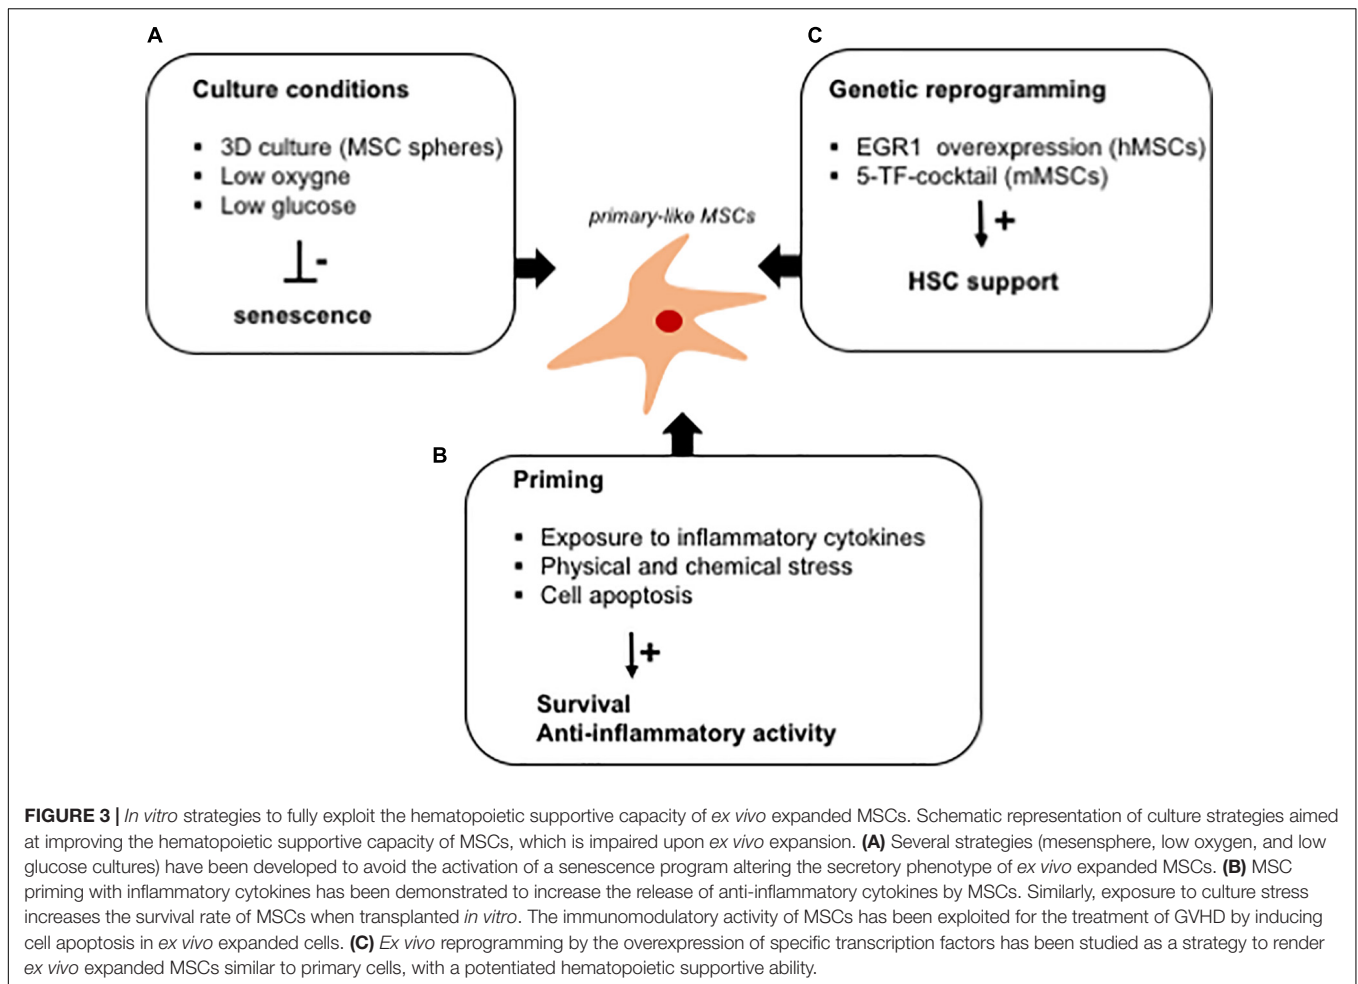 A
Culture conditions
▪ 3D culture (MSC spheres)
▪ Low oxygne
▪ Low glucose
-
senescence
primary-like MSCs
C
Genetic reprogramming
▪ EGR1 overexpression (hMSCs)
▪ 5-TF-cocktail (mMSCs)
+
HSC support
B
Priming
▪ Exposure to inflammatory cytokines
▪ Physical and chemical stress
▪ Cell apoptosis
+
Survival
Anti-inflammatory activity
FIGURE 3 | In vitro strategies to fully exploit the hematopoietic supportive capacity of ex vivo expanded MSCs. Schematic representation of culture strategies aimed
at improving the hematopoietic supportive capacity of MSCs, which is impaired upon ex vivo expansion. (A) Several strategies (mesensphere, low oxygen, and low
glucose cultures) have been developed to avoid the activation of a senescence program altering the secretory phenotype of ex vivo expanded MSCs. (B) MSC
priming with inflammatory cytokines has been demonstrated to increase the release of anti-inflammatory cytokines by MSCs. Similarly, exposure to culture stress
increases the survival rate of MSCs when transplanted in vitro. The immunomodulatory activity of MSCs has been exploited for the treatment of GVHD by inducing
cell apoptosis in ex vivo expanded cells. (C) Ex vivo reprogramming by the overexpression of specific transcription factors has been studied as a strategy to render
ex vivo expanded MSCs similar to primary cells, with a potentiated hematopoietic supportive ability.